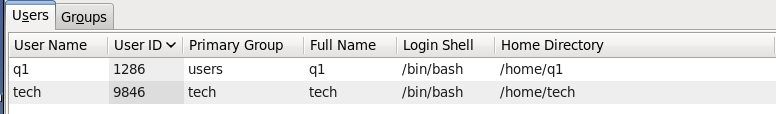 Users Groups
User Name User ID Primary Group Full Name Login Shell Home Directory
q1 1286 users q1 /bin/bash /home/q1
tech 9846 tech tech /bin/bash /home/tech